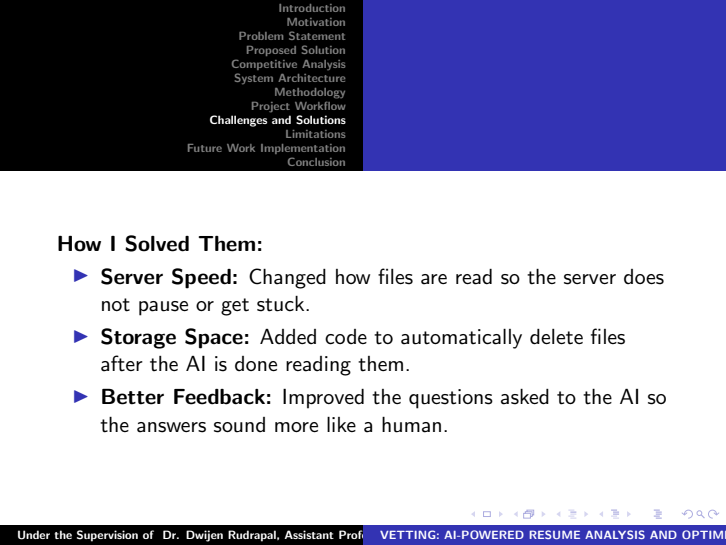 Introduction
Motivation
Problem Statement
Proposed Solution
Competitive Analysis
System Architecture
Methodology
Project Workflow
Challenges and Solutions
Limitations
Future Work Implementation
Conclusion
How I Solved Them:
Server Speed: Changed how files are read so the server does
not pause or get stuck.
Storage Space: Added code to automatically delete files
after the AI is done reading them.
Better Feedback: Improved the questions asked to the AI so
the answers sound more like a human.
Under the Supervision of Dr. Dwijen Rudrapal, Assistant Prof
VETTING: AI-POWERED RESUME ANALYSIS AND OPTIM